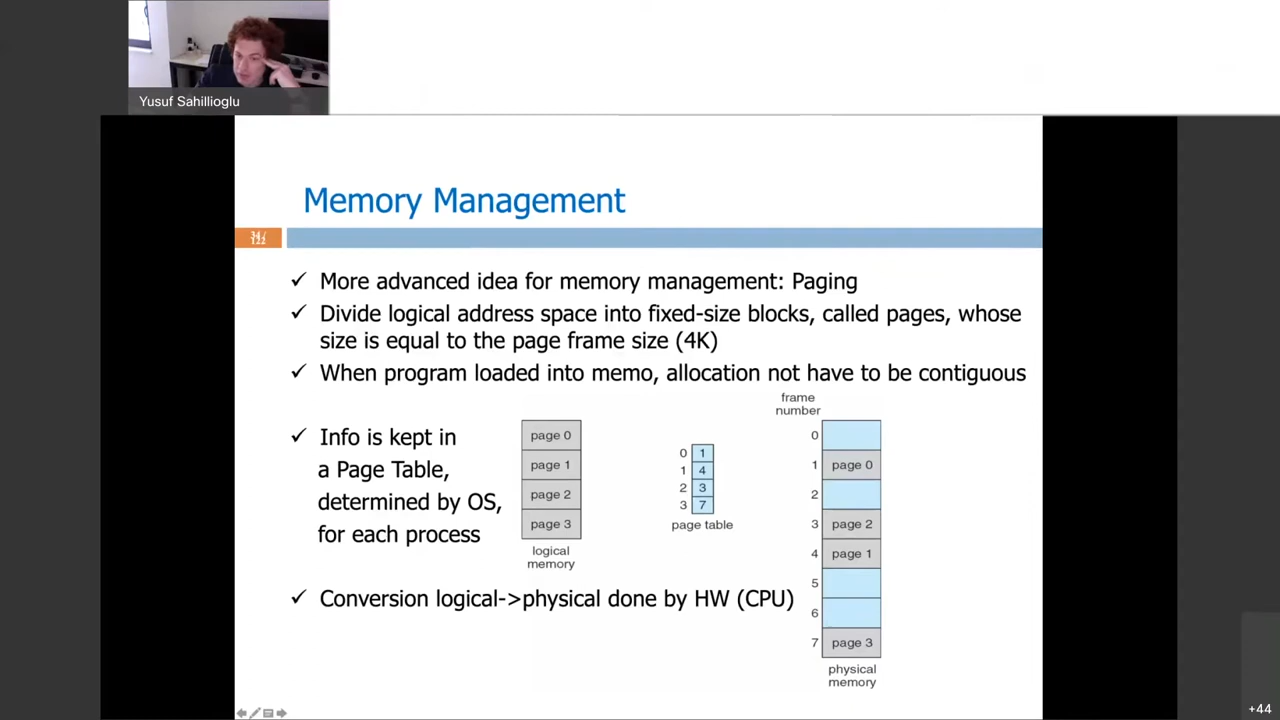 Yusuf Sahillioglu
Memory Management
34 /
122
✓ More advanced idea for memory management: Paging
✓ Divide logical address space into fixed-size blocks, called pages, whose
size is equal to the page frame size (4K)
✓ When program loaded into memo, allocation not have to be contiguous
✓ Info is kept in
a Page Table,
determined by OS,
for each process
page 0
page 1
page 2
page 3
logical
memory
0 1
1 4
2 3
3 7
page table
frame
number
0
1 page 0
2
3 page 2
4 page 1
5
6
7 page 3
physical
memory
✓ Conversion logical->physical done by HW (CPU)
+44